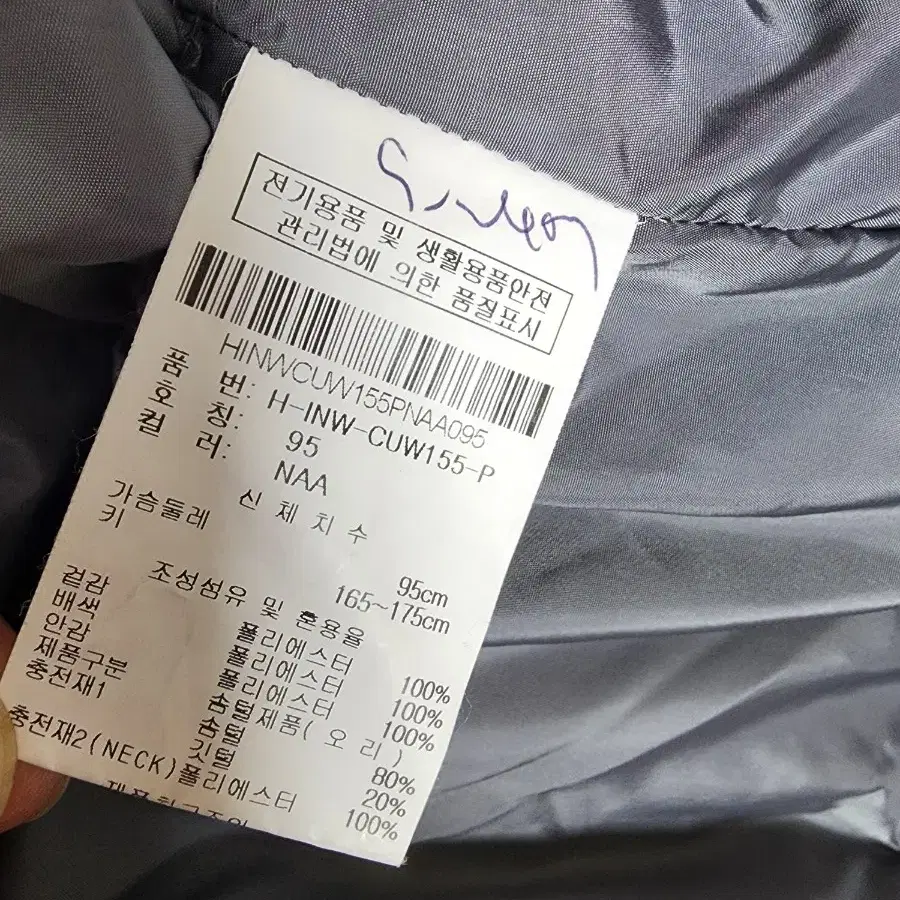 전기용품 및 생활용품안전
관리법에 의한 품질표시
HINWCUW155PNAA095
품 번: H-INW-CUW155-P
호 칭: 95
컬 러: NAA
신 체 치 수
가슴둘레 95cm
키 165~175cm
조성섬유 및 혼용율
겉감 폴리에스터 100%
배색 폴리에스터 100%
안감 폴리에스터 100%
제품구분 솜털제품( 오 리 )
충전재1 솜털 80%
깃털 20%
충전재2(NECK)폴리에스터 100%